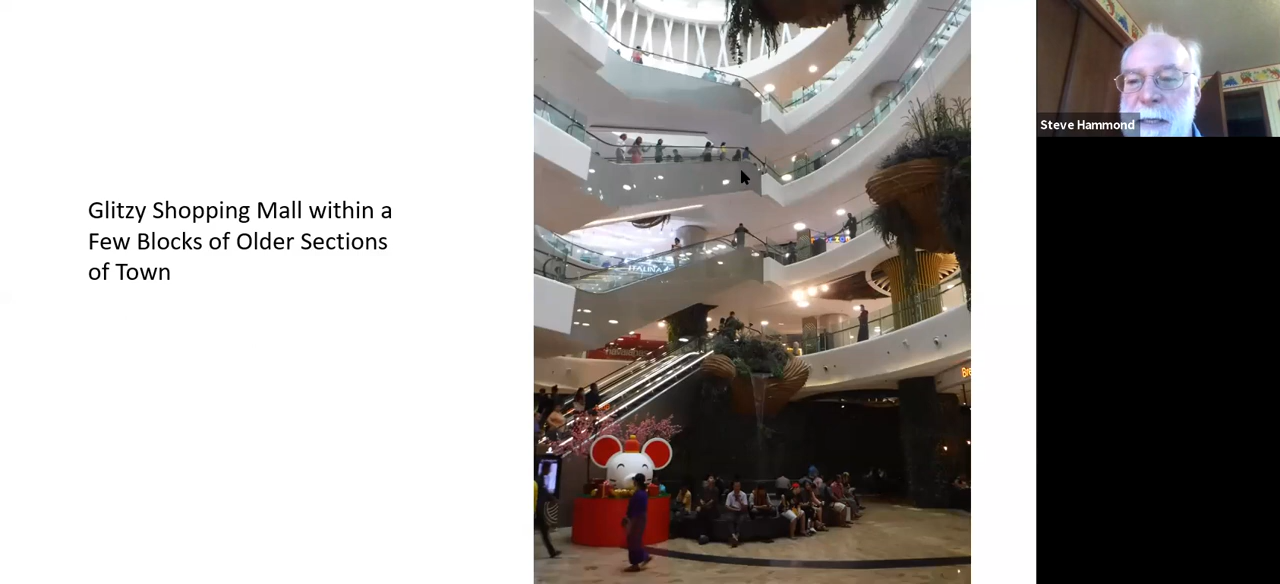 Glitzy Shopping Mall within a
Few Blocks of Older Sections
of Town
Steve Hammond